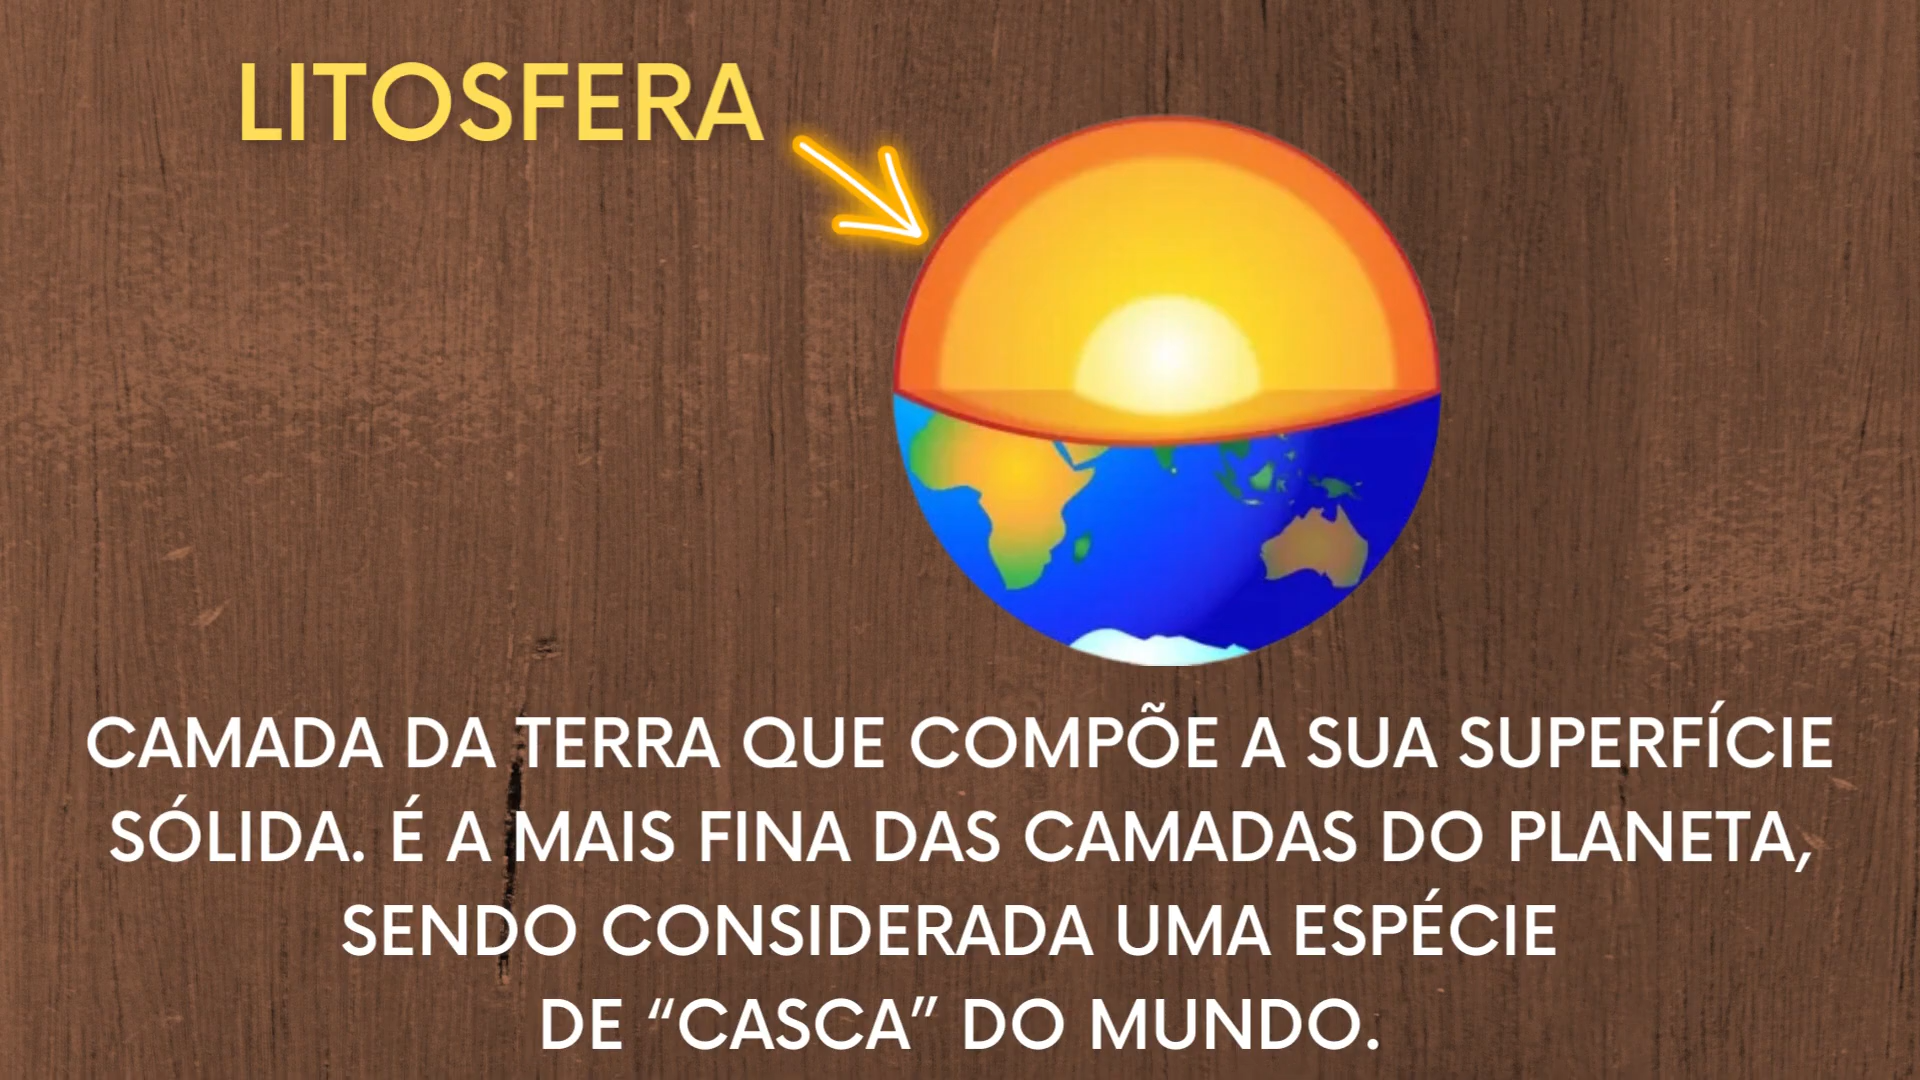 LITOSFERA
CAMADA DA TERRA QUE COMPÕE A SUA SUPERFÍCIE
SÓLIDA. É A MAIS FINA DAS CAMADAS DO PLANETA,
SENDO CONSIDERADA UMA ESPÉCIE
DE “CASCA” DO MUNDO.